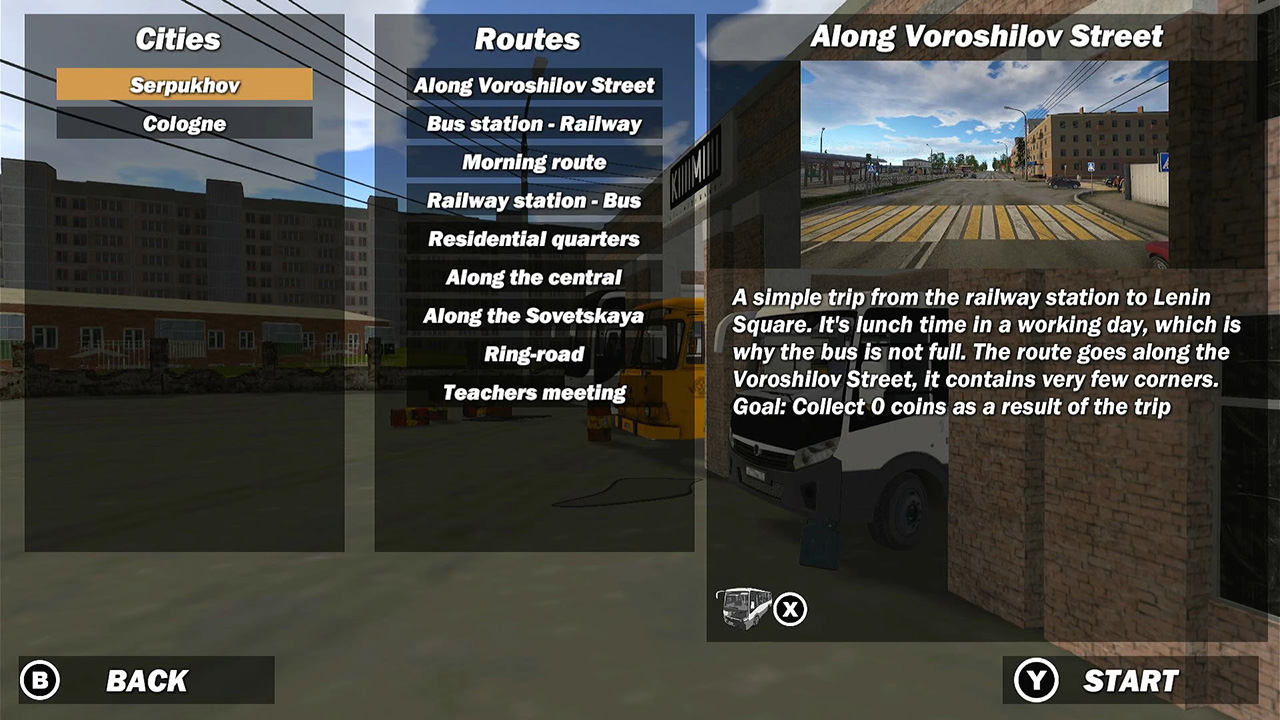 Cities
Serpukhov
Cologne
Routes
Along Voroshilov Street
Bus station - Railway
Morning route
Railway station - Bus
Residential quarters
Along the central
Along the Sovetskaya
Ring-road
Teachers meeting
Along Voroshilov Street
A simple trip from the railway station to Lenin
Square. It's lunch time in a working day, which is
why the bus is not full. The route goes along the
Voroshilov Street, it contains very few corners.
Goal: Collect 0 coins as a result of the trip
X
B BACK
Y START